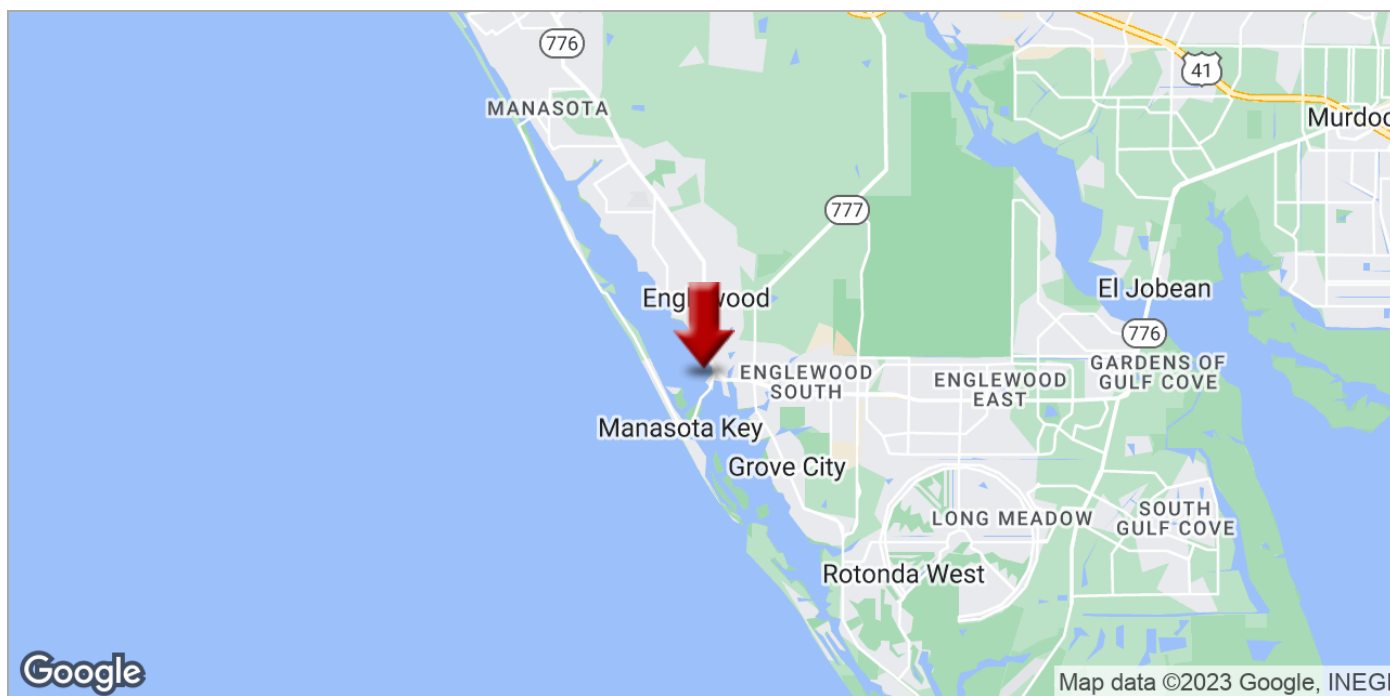 776
41
MANASOTA
Murdoc
777
Englewood
El Jobean
776
ENGLEWOOD
SOUTH
ENGLEWOOD
EAST
GARDENS OF
GULF COVE
Manasota Key
Grove City
LONG MEADOW
SOUTH
GULF COVE
Rotonda West
Google
Map data ©2023 Google, INEGI